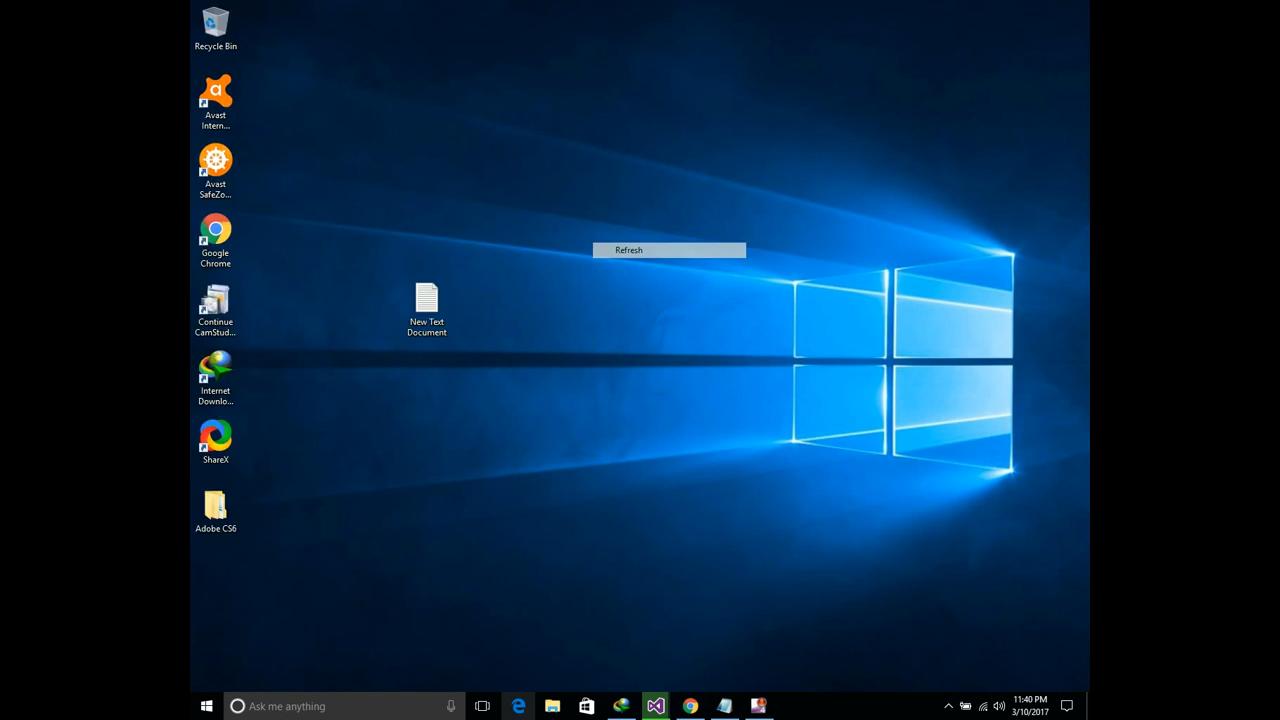 Recycle Bin
Avast
Intern...
Avast
SafeZo...
Google
Chrome
Continue
CamStud...
Internet
Downlo...
ShareX
Adobe CS6
New Text
Document
Refresh
Ask me anything
11:40 PM
3/10/2017